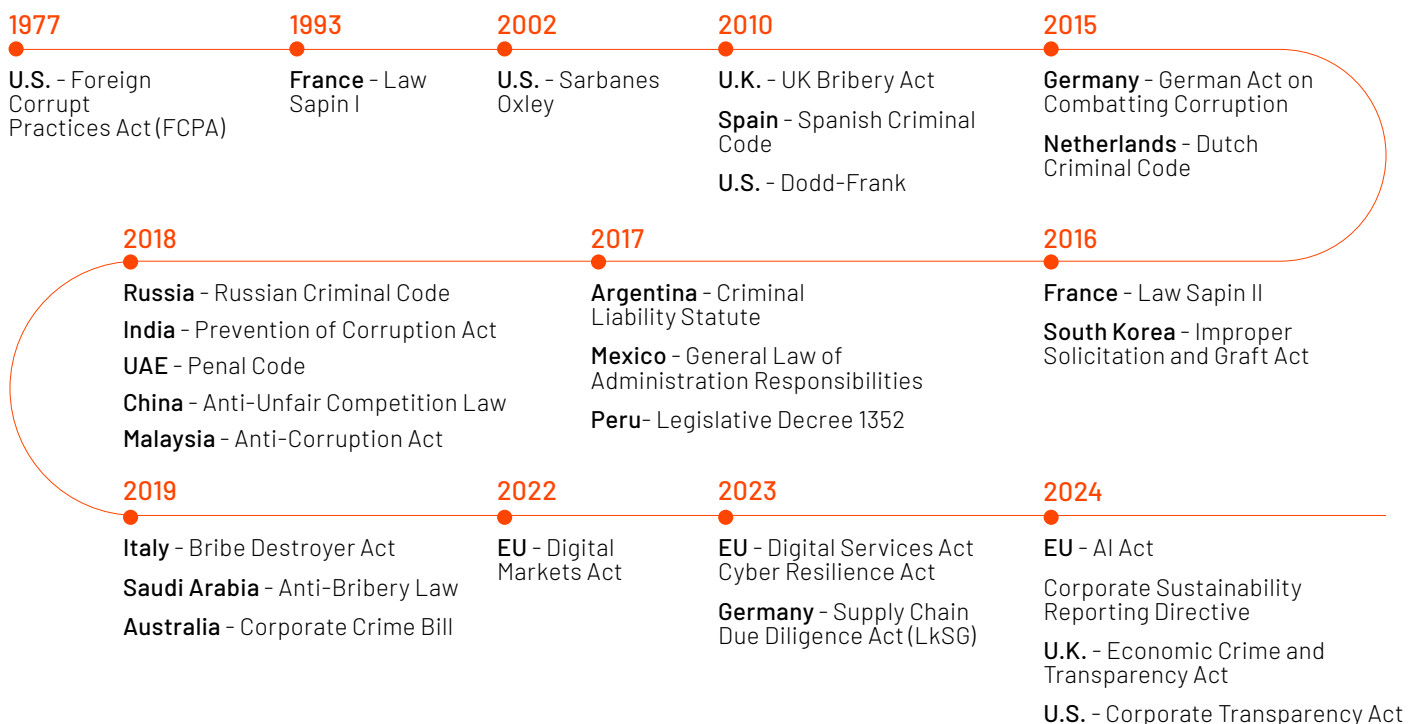 1977
U.S. - Foreign
Corrupt
Practices Act (FCPA)
1993
France - Law
Sapin I
2002
U.S. - Sarbanes
Oxley
2010
U.K. - UK Bribery Act
Spain - Spanish Criminal
Code
U.S. - Dodd-Frank
2015
Germany - German Act on
Combatting Corruption
Netherlands - Dutch
Criminal Code
2016
France - Law Sapin II
South Korea - Improper
Solicitation and Graft Act
2017
Argentina - Criminal
Liability Statute
Mexico - General Law of
Administration Responsibilities
Peru- Legislative Decree 1352
2018
Russia - Russian Criminal Code
India - Prevention of Corruption Act
UAE - Penal Code
China - Anti-Unfair Competition Law
Malaysia - Anti-Corruption Act
2019
Italy - Bribe Destroyer Act
Saudi Arabia - Anti-Bribery Law
Australia - Corporate Crime Bill
2022
EU - Digital
Markets Act
2023
EU - Digital Services Act
Cyber Resilience Act
Germany - Supply Chain
Due Diligence Act (LkSG)
2024
EU - AI Act
Corporate Sustainability
Reporting Directive
U.K. - Economic Crime and
Transparency Act
U.S. - Corporate Transparency Act